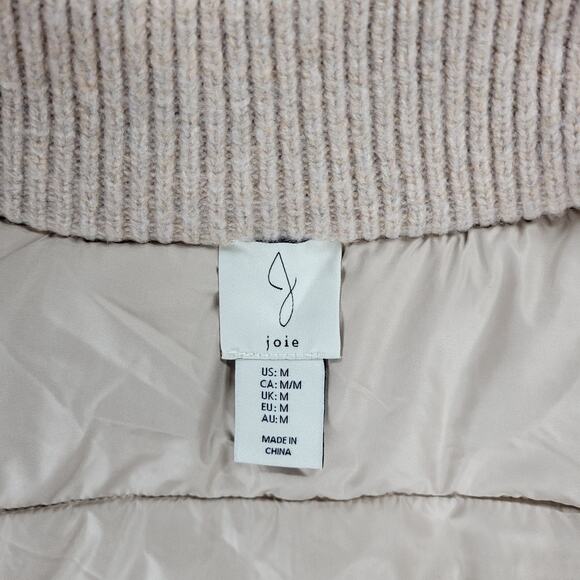 J
joie
US: M
CA: M/M
UK: M
EU: M
AU: M
MADE IN
CHINA